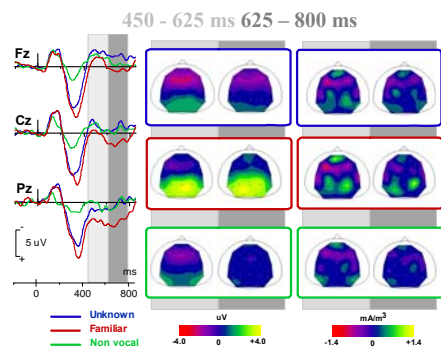 450 - 625 ms 625 – 800 ms
Fz
Cz
Pz
-
5 uV
+
ms
0 400 800
Unknown
Familiar
Non vocal
uV
-4.0 0 +4.0
mA/m³
-1.4 0 +1.4